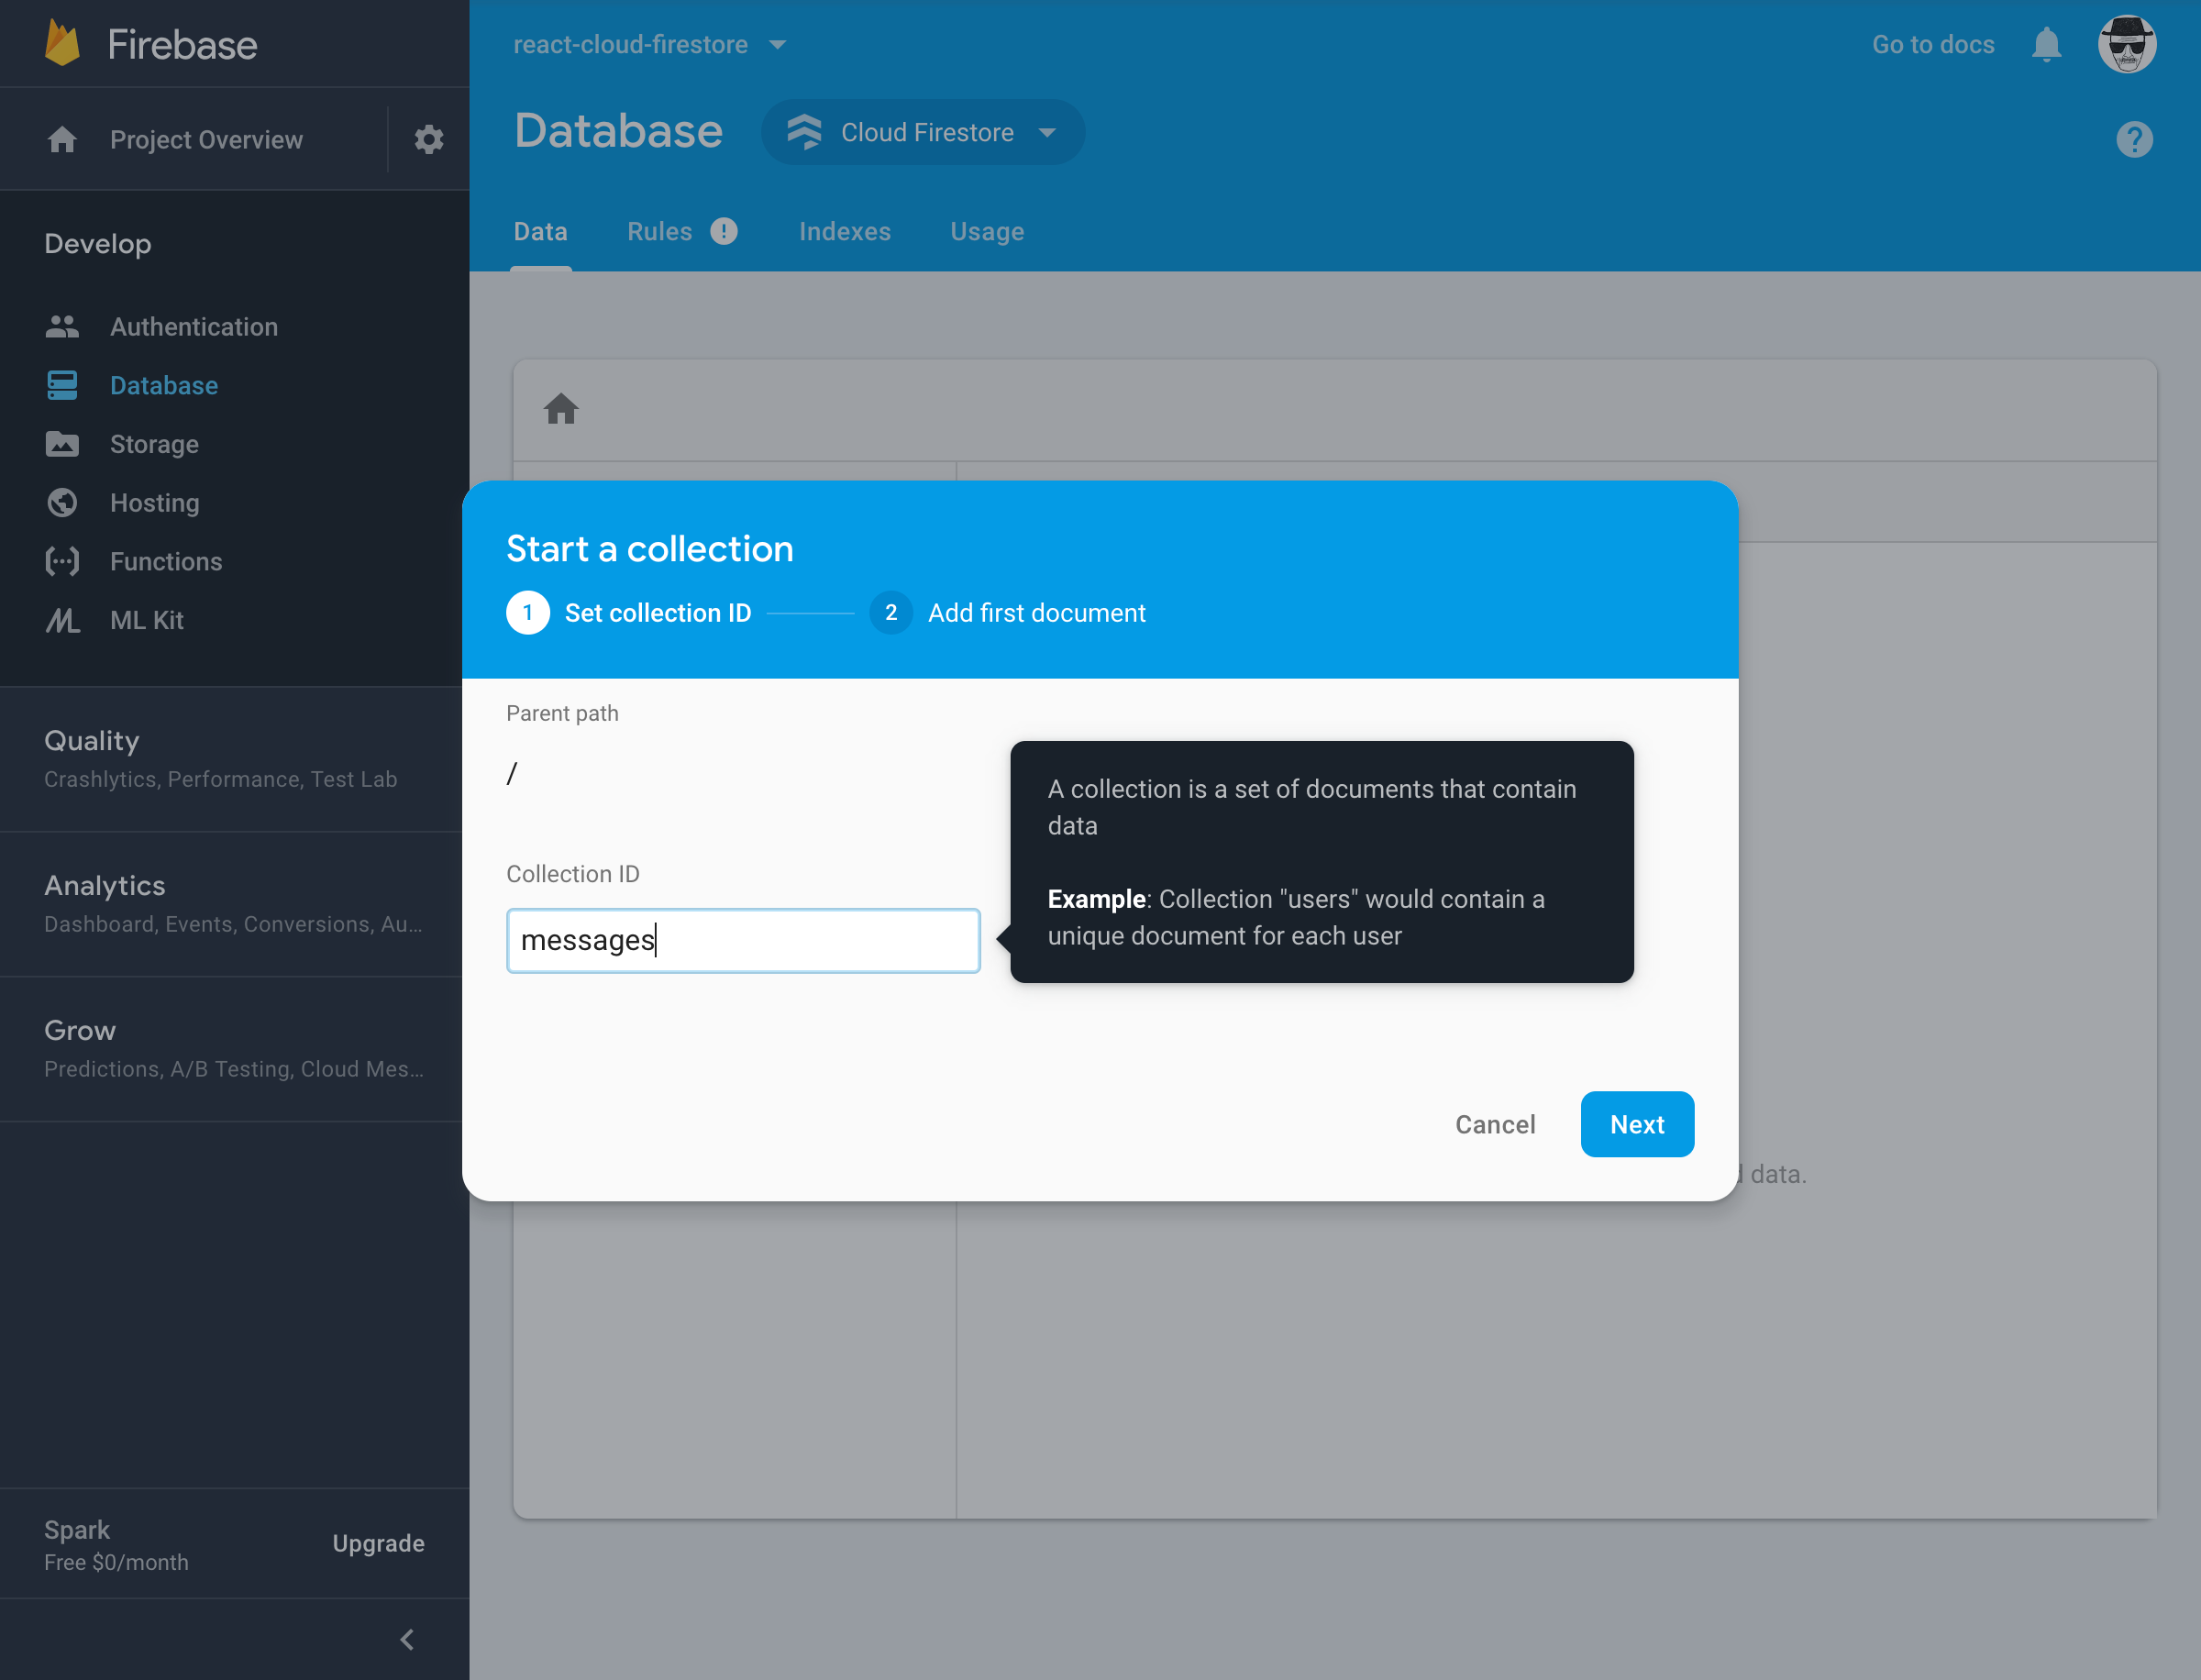 Firebase
Project Overview
Develop
Authentication
Database
Storage
Hosting
Functions
ML Kit
Quality
Crashlytics, Performance, Test Lab
Analytics
Dashboard, Events, Conversions, Au...
Grow
Predictions, A/B Testing, Cloud Mes...
Spark
Free $0/month
Upgrade
react-cloud-firestore
Go to docs
Database
Cloud Firestore
?
Data
Rules !
Indexes
Usage
Start a collection
1 Set collection ID
2 Add first document
Parent path
/
Collection ID
messages
A collection is a set of documents that contain
data
Example: Collection "users" would contain a
unique document for each user
Cancel
Next
data.